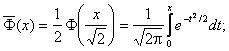 Φ̅(x) = 1/2 Φ(x/√2) = 1/√(2π) ∫₀ˣ e^(−t²/2) dt;